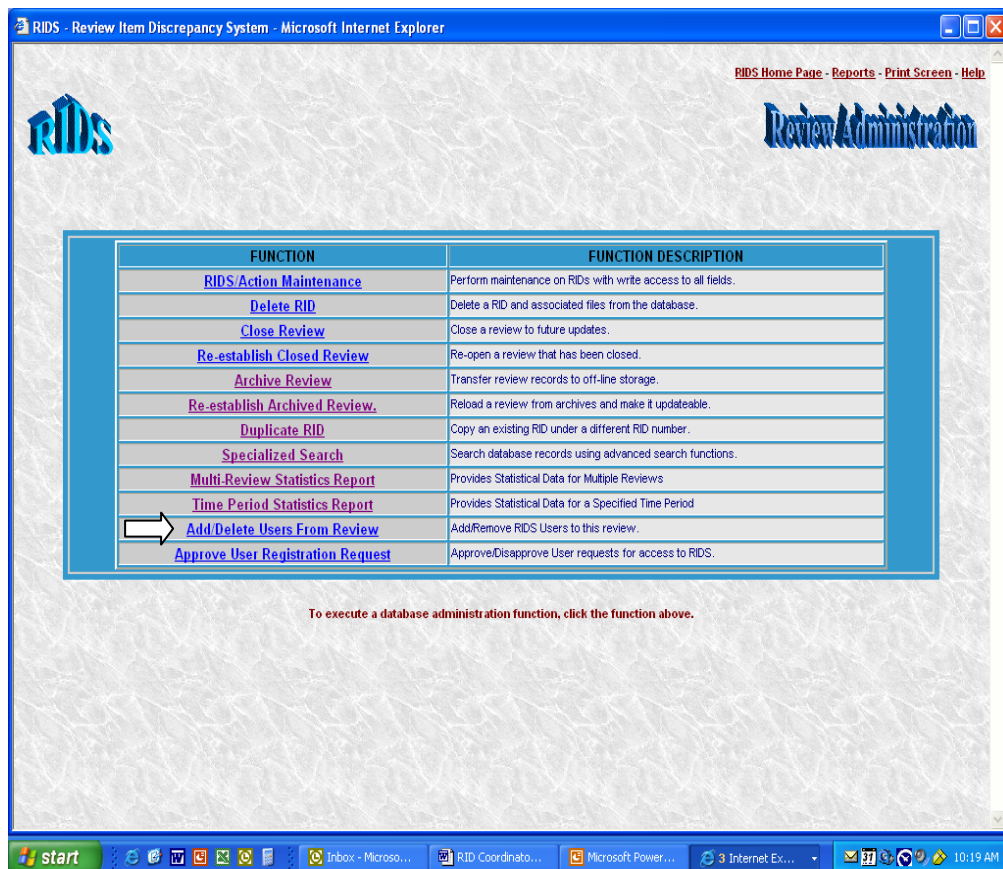 RIDS - Review Item Discrepancy System - Microsoft Internet Explorer
RIDS Home Page - Reports - Print Screen - Help
RIDS
Review Administration
FUNCTION FUNCTION DESCRIPTION
RIDS/Action Maintenance Perform maintenance on RIDs with write access to all fields.
Delete RID Delete a RID and associated files from the database.
Close Review Close a review to future updates.
Re-establish Closed Review Re-open a review that has been closed.
Archive Review Transfer review records to off-line storage.
Re-establish Archived Review. Reload a review from archives and make it updateable.
Duplicate RID Copy an existing RID under a different RID number.
Specialized Search Search database records using advanced search functions.
Multi-Review Statistics Report Provides Statistical Data for Multiple Reviews
Time Period Statistics Report Provides Statistical Data for a Specified Time Period
Add/Delete Users From Review Add/Remove RIDS Users to this review.
Approve User Registration Request Approve/Disapprove User requests for access to RIDS.
To execute a database administration function, click the function above.
start Inbox - Microso... RID Coordinato... Microsoft Power... 3 Internet Ex... 31 10:19 AM